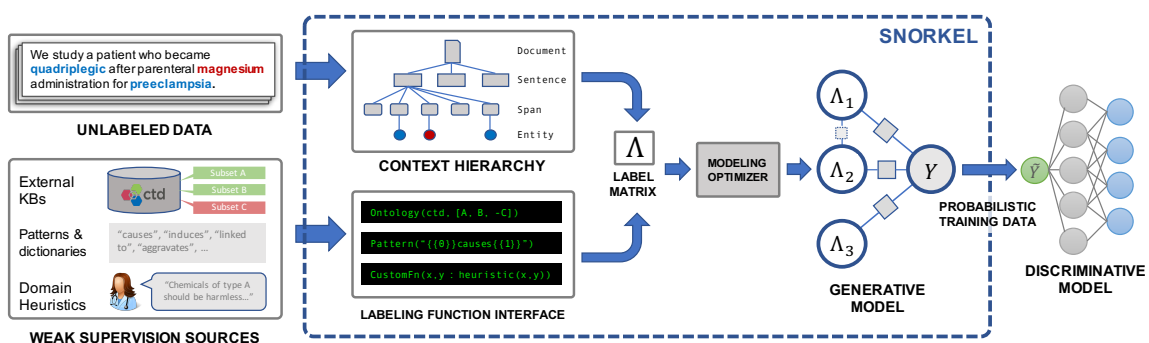 We study a patient who became
quadriplegic after parenteral magnesium
administration for preeclampsia.
UNLABELED DATA
External
KBs
ctd
Subset A
Subset B
Subset C
Patterns &
dictionaries
“causes”, “induces”, “linked
to”, “aggravates”, …
Domain
Heuristics
“Chemicals of type A
should be harmless…”
WEAK SUPERVISION SOURCES
SNORKEL
Document
Sentence
Span
Entity
CONTEXT HIERARCHY
Ontology(ctd, [A, B, -C])
Pattern("{{0}}causes{{1}}")
CustomFn(x,y : heuristic(x,y))
LABELING FUNCTION INTERFACE
Λ
LABEL
MATRIX
MODELING
OPTIMIZER
Λ1
Λ2
Λ3
Y
GENERATIVE
MODEL
PROBABILISTIC
TRAINING DATA
Ỹ
DISCRIMINATIVE
MODEL